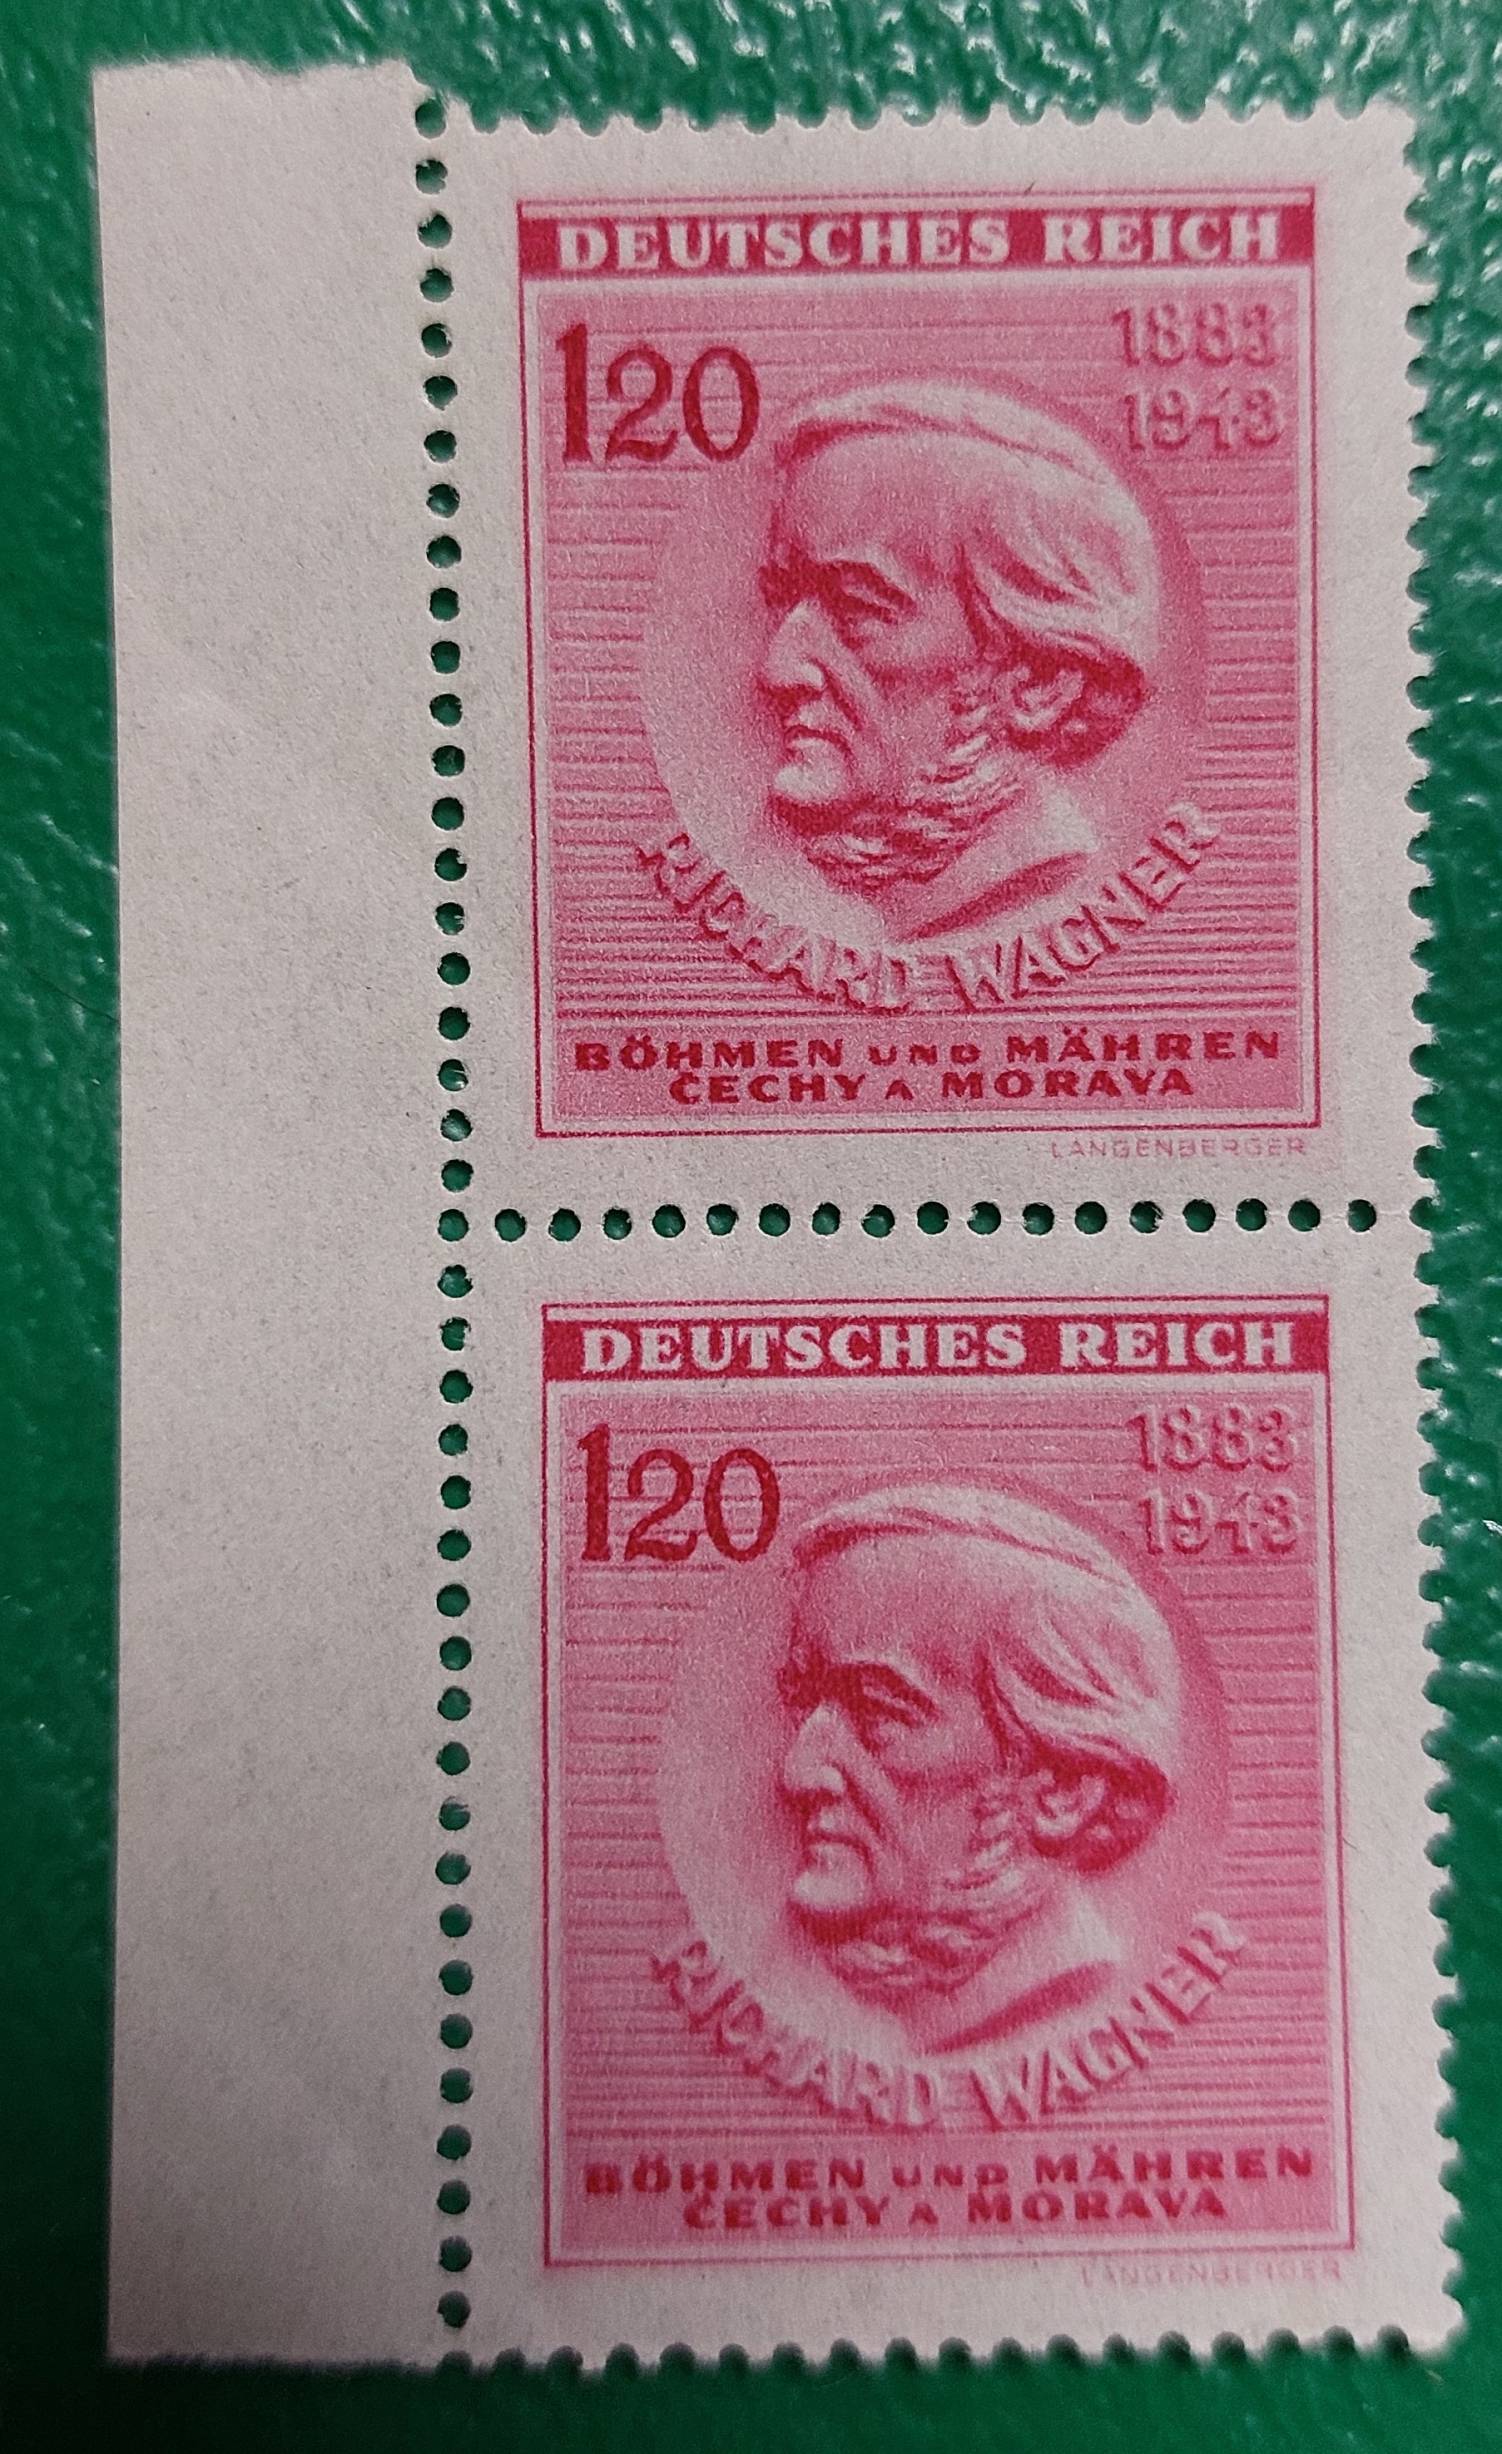 DEUTSCHES REICH
120
1883
1943
RICHARD WAGNER
BÖHMEN UND MÄHREN
ČECHY A MORAVA
LANGENBERGER
DEUTSCHES REICH
120
1883
1943
RICHARD WAGNER
BÖHMEN UND MÄHREN
ČECHY A MORAVA
LANGENBERGER